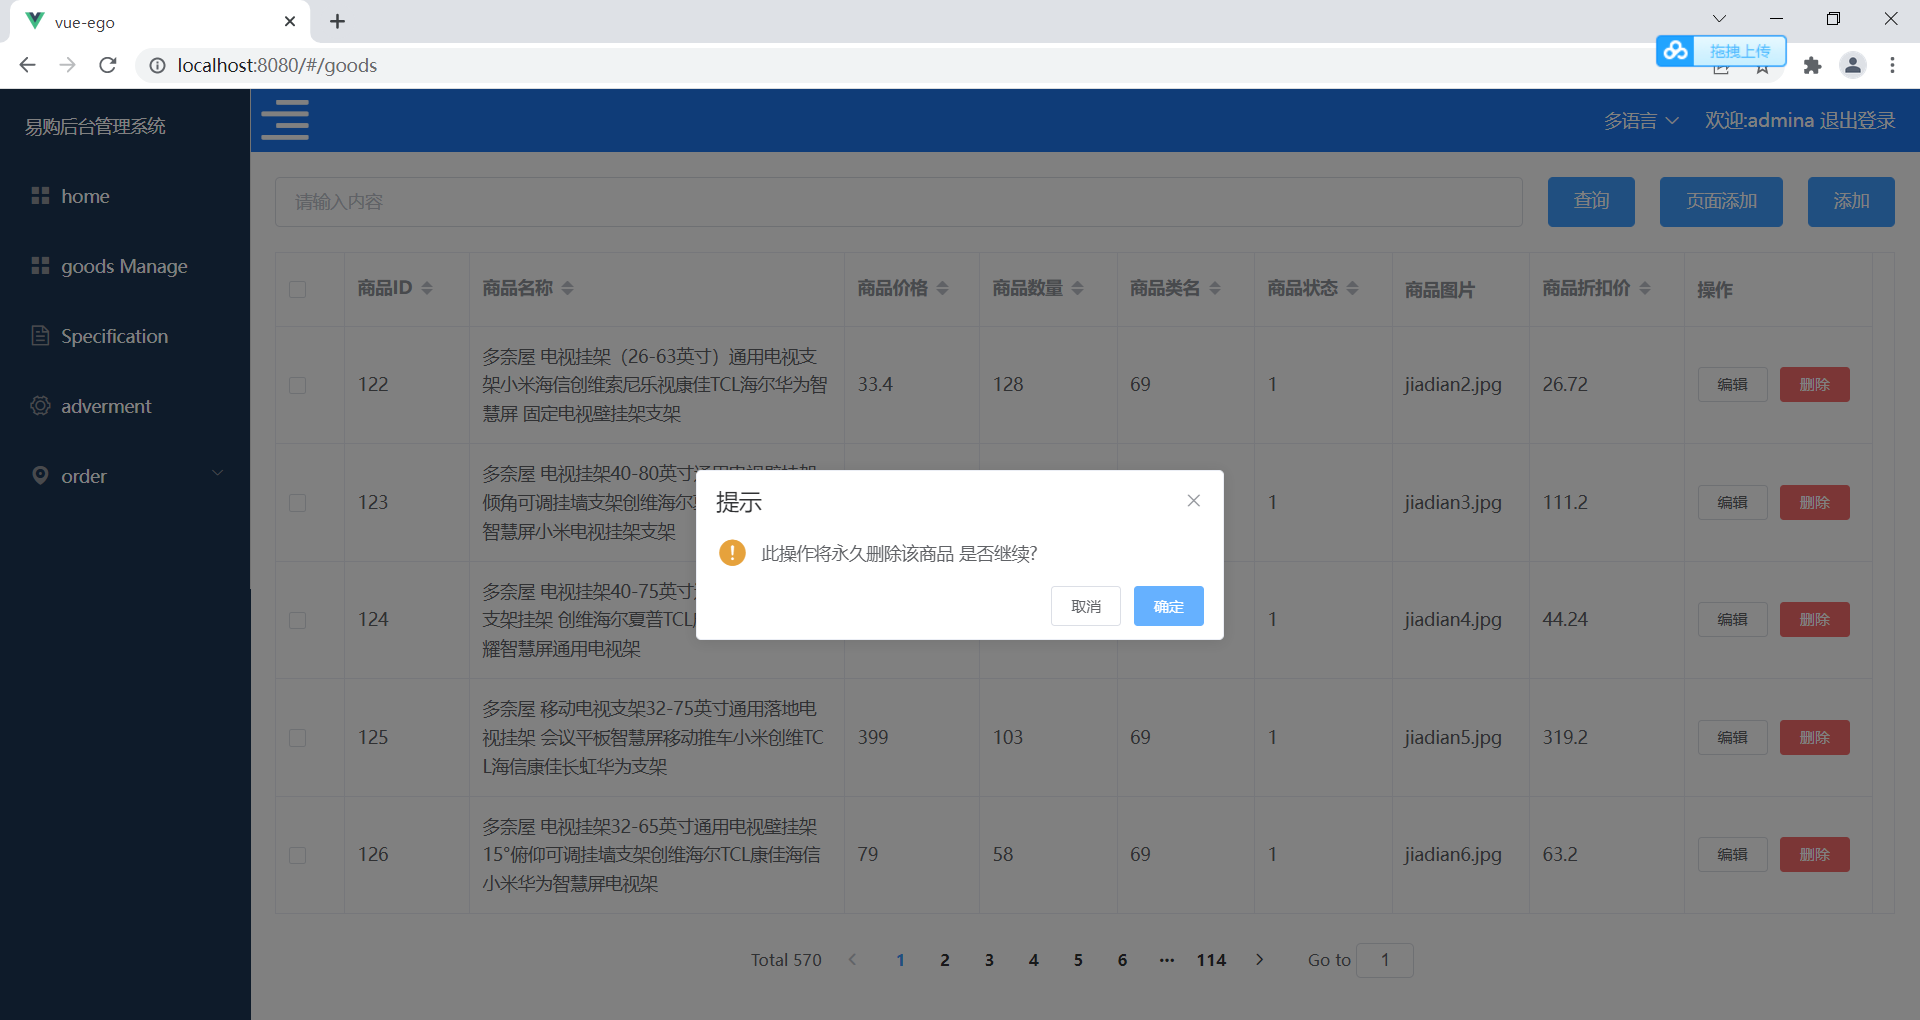 vue-ego
localhost:8080/#/goods
拖拽上传
易购后台管理系统
多语言
欢迎:admina 退出登录
home
goods Manage
Specification
adverment
order
请输入内容
查询
页面添加
添加
商品ID
商品名称
商品价格
商品数量
商品类名
商品状态
商品图片
商品折扣价
操作
122
多奈屋 电视挂架（26-63英寸）通用电视支
架小米海信创维索尼乐视康佳TCL海尔华为智
慧屏 固定电视壁挂架支架
33.4
128
69
1
jiadian2.jpg
26.72
编辑
删除
123
多奈屋 电视挂架40-80英寸通用电视壁挂架
倾角可调挂墙支架创维海尔
智慧屏小米电视挂架支架
1
jiadian3.jpg
111.2
编辑
删除
124
多奈屋 电视挂架40-75英寸
支架挂架 创维海尔夏普TCL
耀智慧屏通用电视架
1
jiadian4.jpg
44.24
编辑
删除
125
多奈屋 移动电视支架32-75英寸通用落地电
视挂架 会议平板智慧屏移动推车小米创维TC
L海信康佳长虹华为支架
399
103
69
1
jiadian5.jpg
319.2
编辑
删除
126
多奈屋 电视挂架32-65英寸通用电视壁挂架
15°俯仰可调挂墙支架创维海尔TCL康佳海信
小米华为智慧屏电视架
79
58
69
1
jiadian6.jpg
63.2
编辑
删除
提示
此操作将永久删除该商品 是否继续?
取消
确定
Total 570
1
2
3
4
5
6
···
114
Go to
1